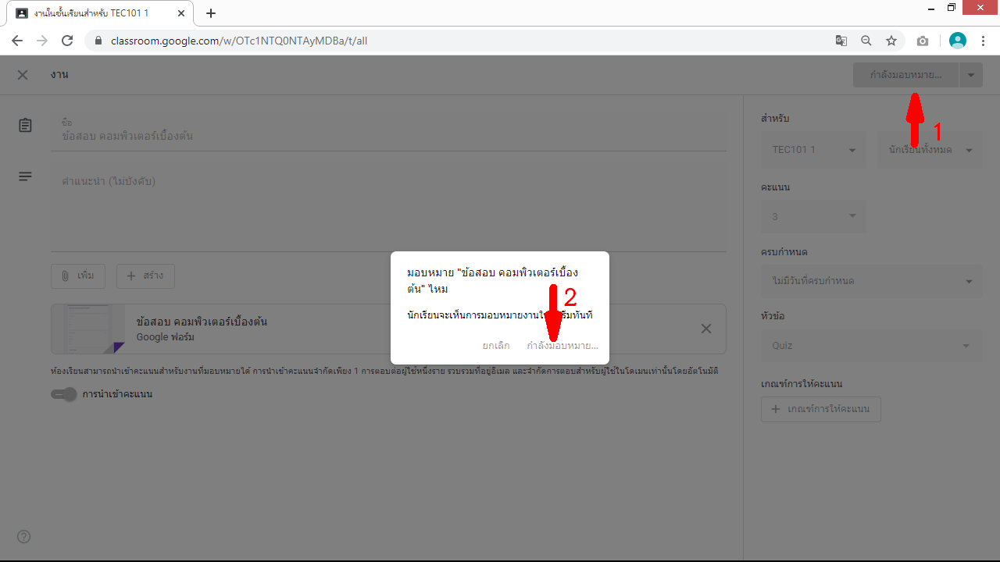 งานในชั้นเรียนสำหรับ TEC101 1
classroom.google.com/w/OTc1NTQ0NTAyMDBa/t/all
งาน
กำลังมอบหมาย...
1
ชื่อ
ข้อสอบ คอมพิวเตอร์เบื้องต้น
คำแนะนำ (ไม่บังคับ)
เพิ่ม
สร้าง
ข้อสอบ คอมพิวเตอร์เบื้องต้น
Google ฟอร์ม
ห้องเรียนสามารถนำเข้าคะแนนสำหรับงานที่มอบหมายได้ การนำเข้าคะแนนจำกัดเพียง 1 การตอบต่อผู้ใช้หนึ่งราย รวบรวมที่อยู่อีเมล และจำกัดการตอบสำหรับผู้ใช้ในโดเมนเท่านั้นโดยอัตโนมัติ
การนำเข้าคะแนน
มอบหมาย "ข้อสอบ คอมพิวเตอร์เบื้อง
ต้น" ไหม
2
นักเรียนจะเห็นการมอบหมายงานในสตรีมทันที
ยกเลิก
กำลังมอบหมาย...
สำหรับ
TEC101 1
นักเรียนทั้งหมด
คะแนน
3
ครบกำหนด
ไม่มีวันที่ครบกำหนด
หัวข้อ
Quiz
เกณฑ์การให้คะแนน
เกณฑ์การให้คะแนน